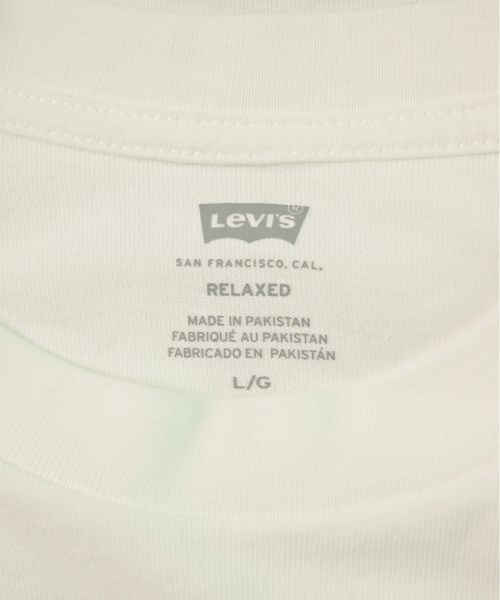 Levi's®
SAN FRANCISCO, CAL.
RELAXED
MADE IN PAKISTAN
FABRIQUÉ AU PAKISTAN
FABRICADO EN PAKISTÁN
L/G